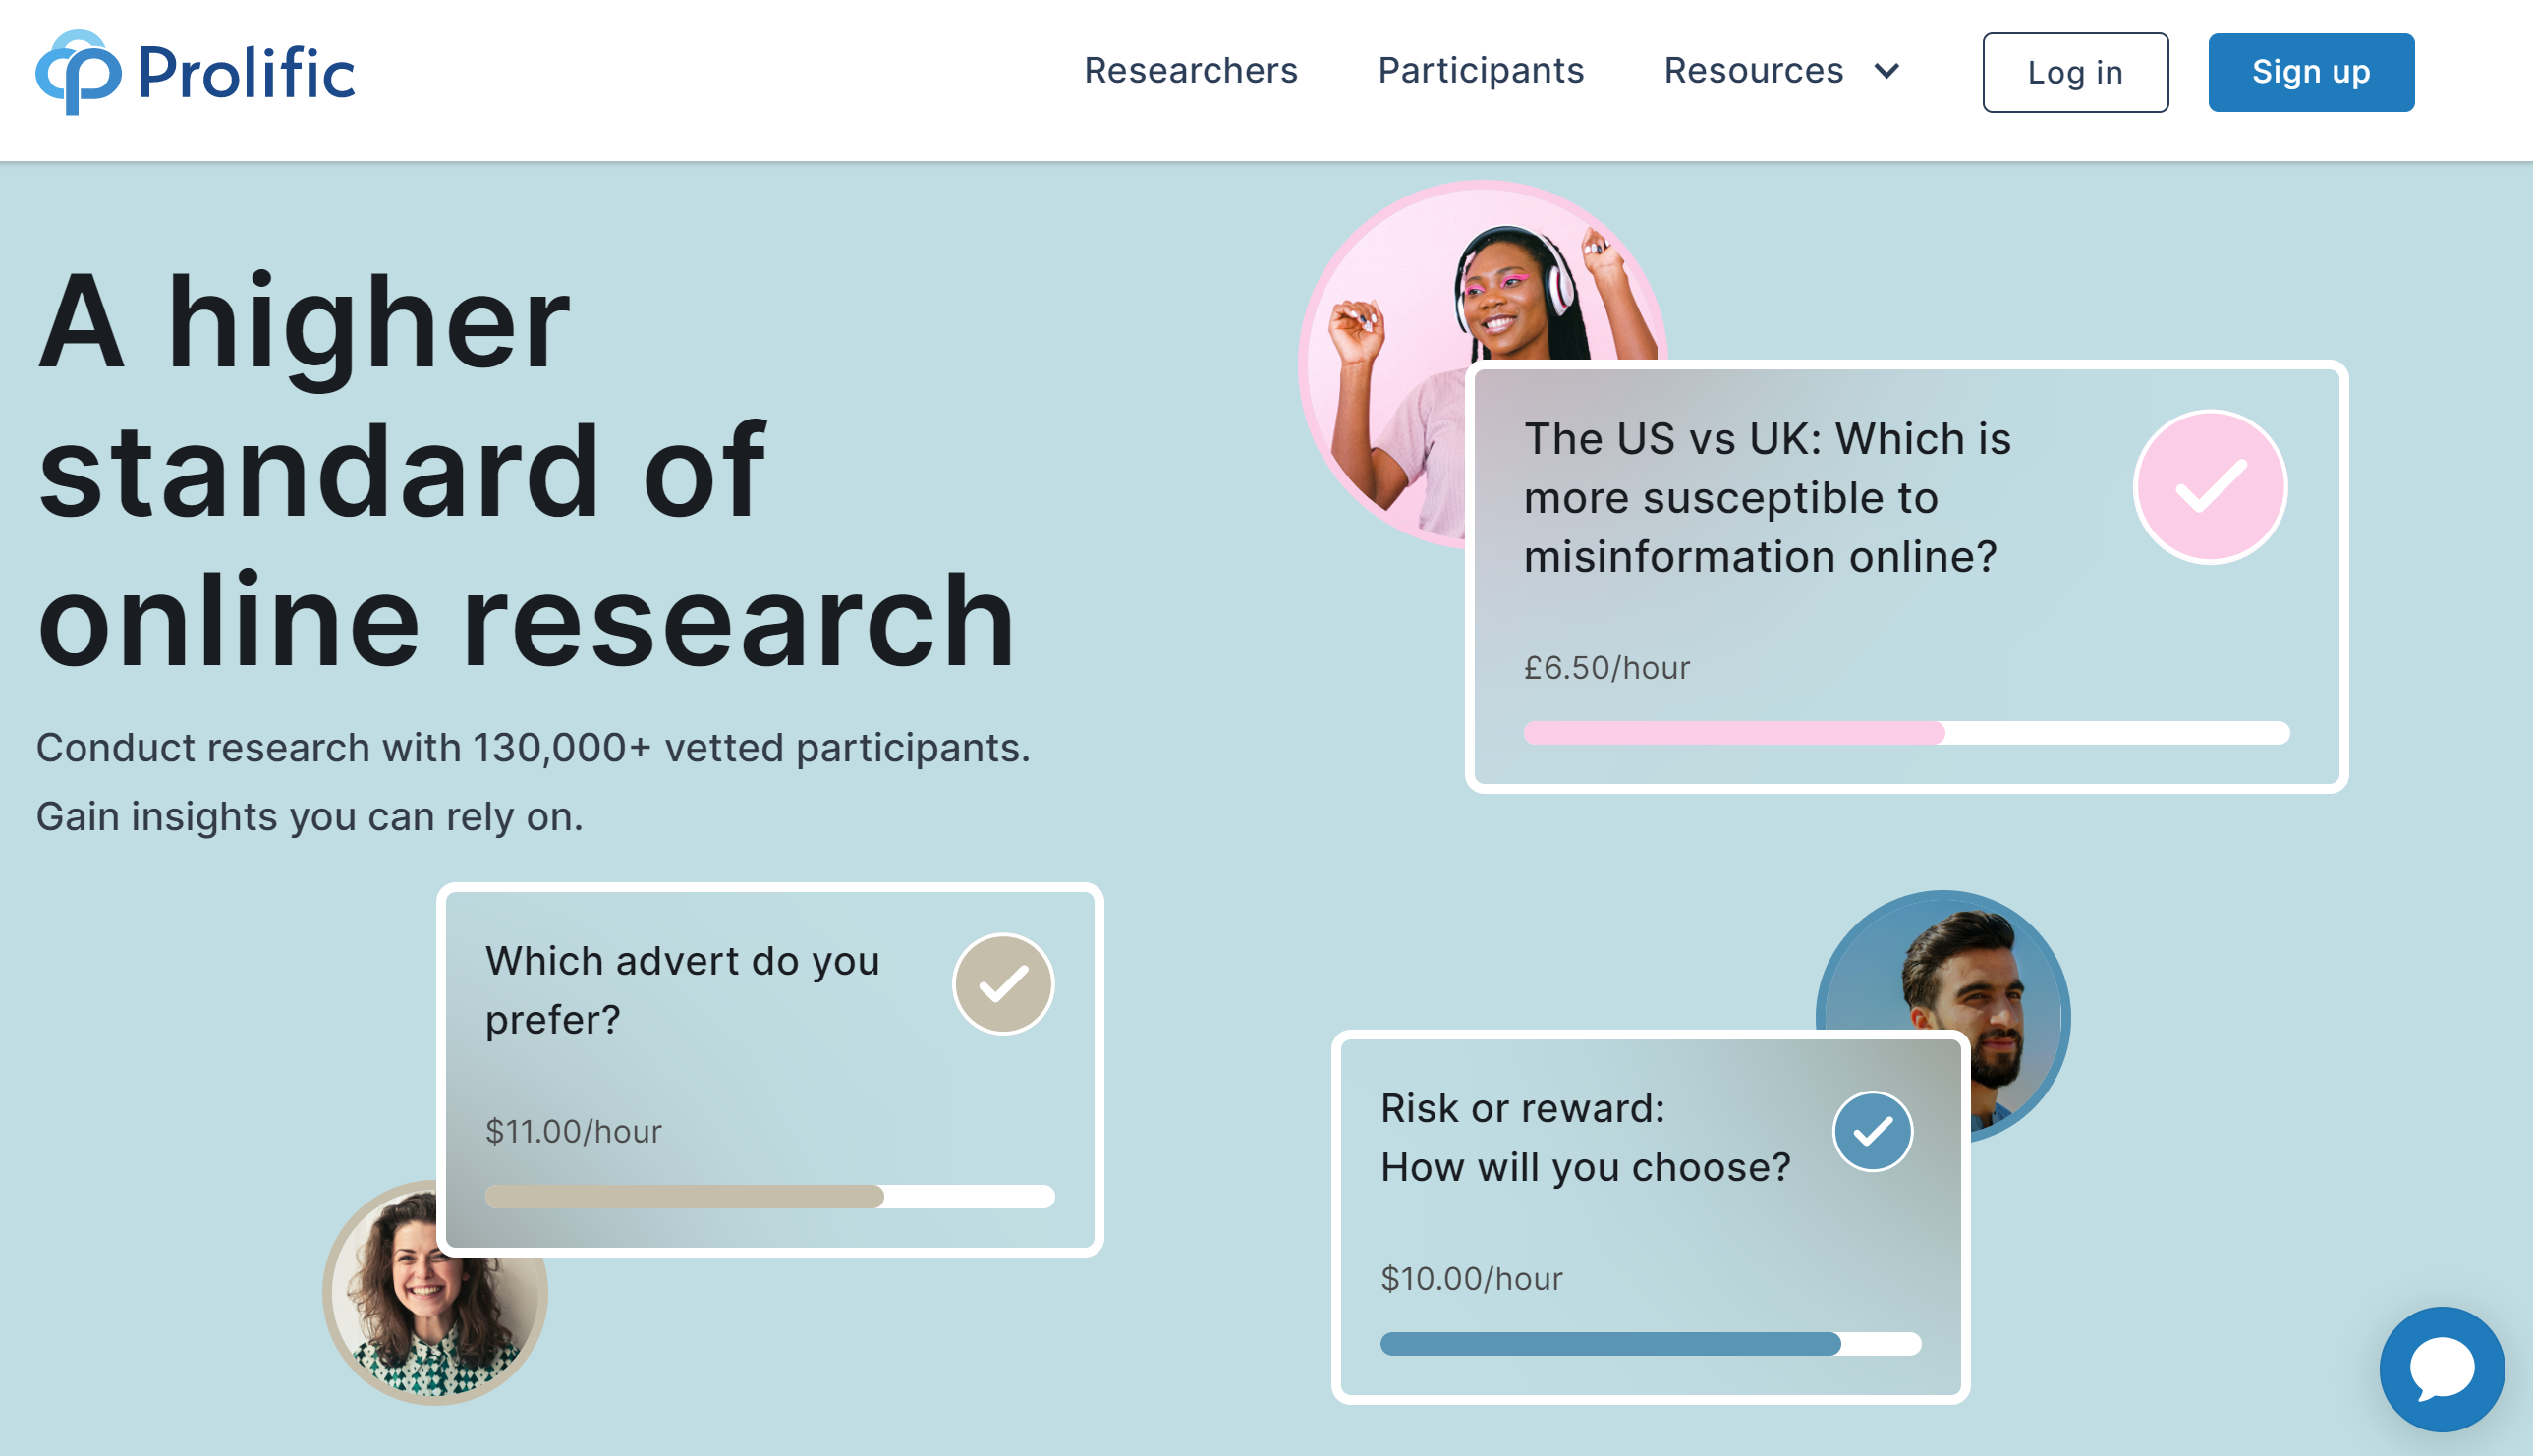 Prolific
Researchers
Participants
Resources
Log in
Sign up
A higher
standard of
online research
Conduct research with 130,000+ vetted participants.
Gain insights you can rely on.
The US vs UK: Which is
more susceptible to
misinformation online?
£6.50/hour
Which advert do you
prefer?
$11.00/hour
Risk or reward:
How will you choose?
$10.00/hour